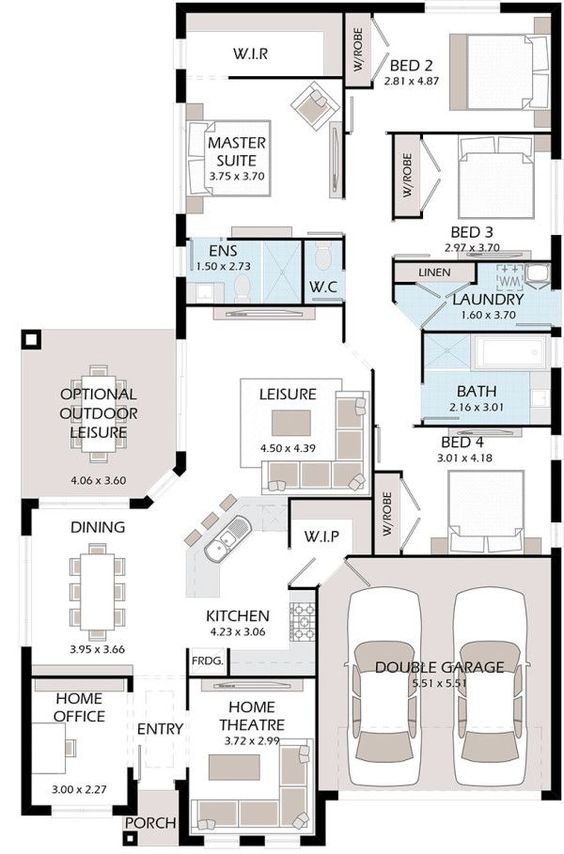 W.I.R
W/ROBE
BED 2
2.81 x 4.87
MASTER
SUITE
3.75 x 3.70
W/ROBE
BED 3
2.97 x 3.70
ENS
1.50 x 2.73
W.C
LINEN
WM
LAUNDRY
1.60 x 3.70
OPTIONAL
OUTDOOR
LEISURE
4.06 x 3.60
LEISURE
4.50 x 4.39
BATH
2.16 x 3.01
BED 4
3.01 x 4.18
W/ROBE
DINING
3.95 x 3.66
W.I.P
KITCHEN
4.23 x 3.06
FRDG.
DOUBLE GARAGE
5.51 x 5.51
HOME
OFFICE
3.00 x 2.27
ENTRY
HOME
THEATRE
3.72 x 2.99
PORCH